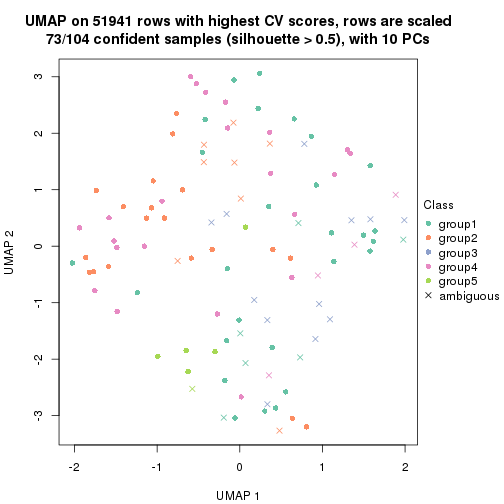 UMAP on 51941 rows with highest CV scores, rows are scaled
73/104 confident samples (silhouette > 0.5), with 10 PCs
3
2
1
0
-1
-2
-3
UMAP 2
-2
-1
0
1
2
UMAP 1
Class
group1
group2
group3
group4
group5
ambiguous